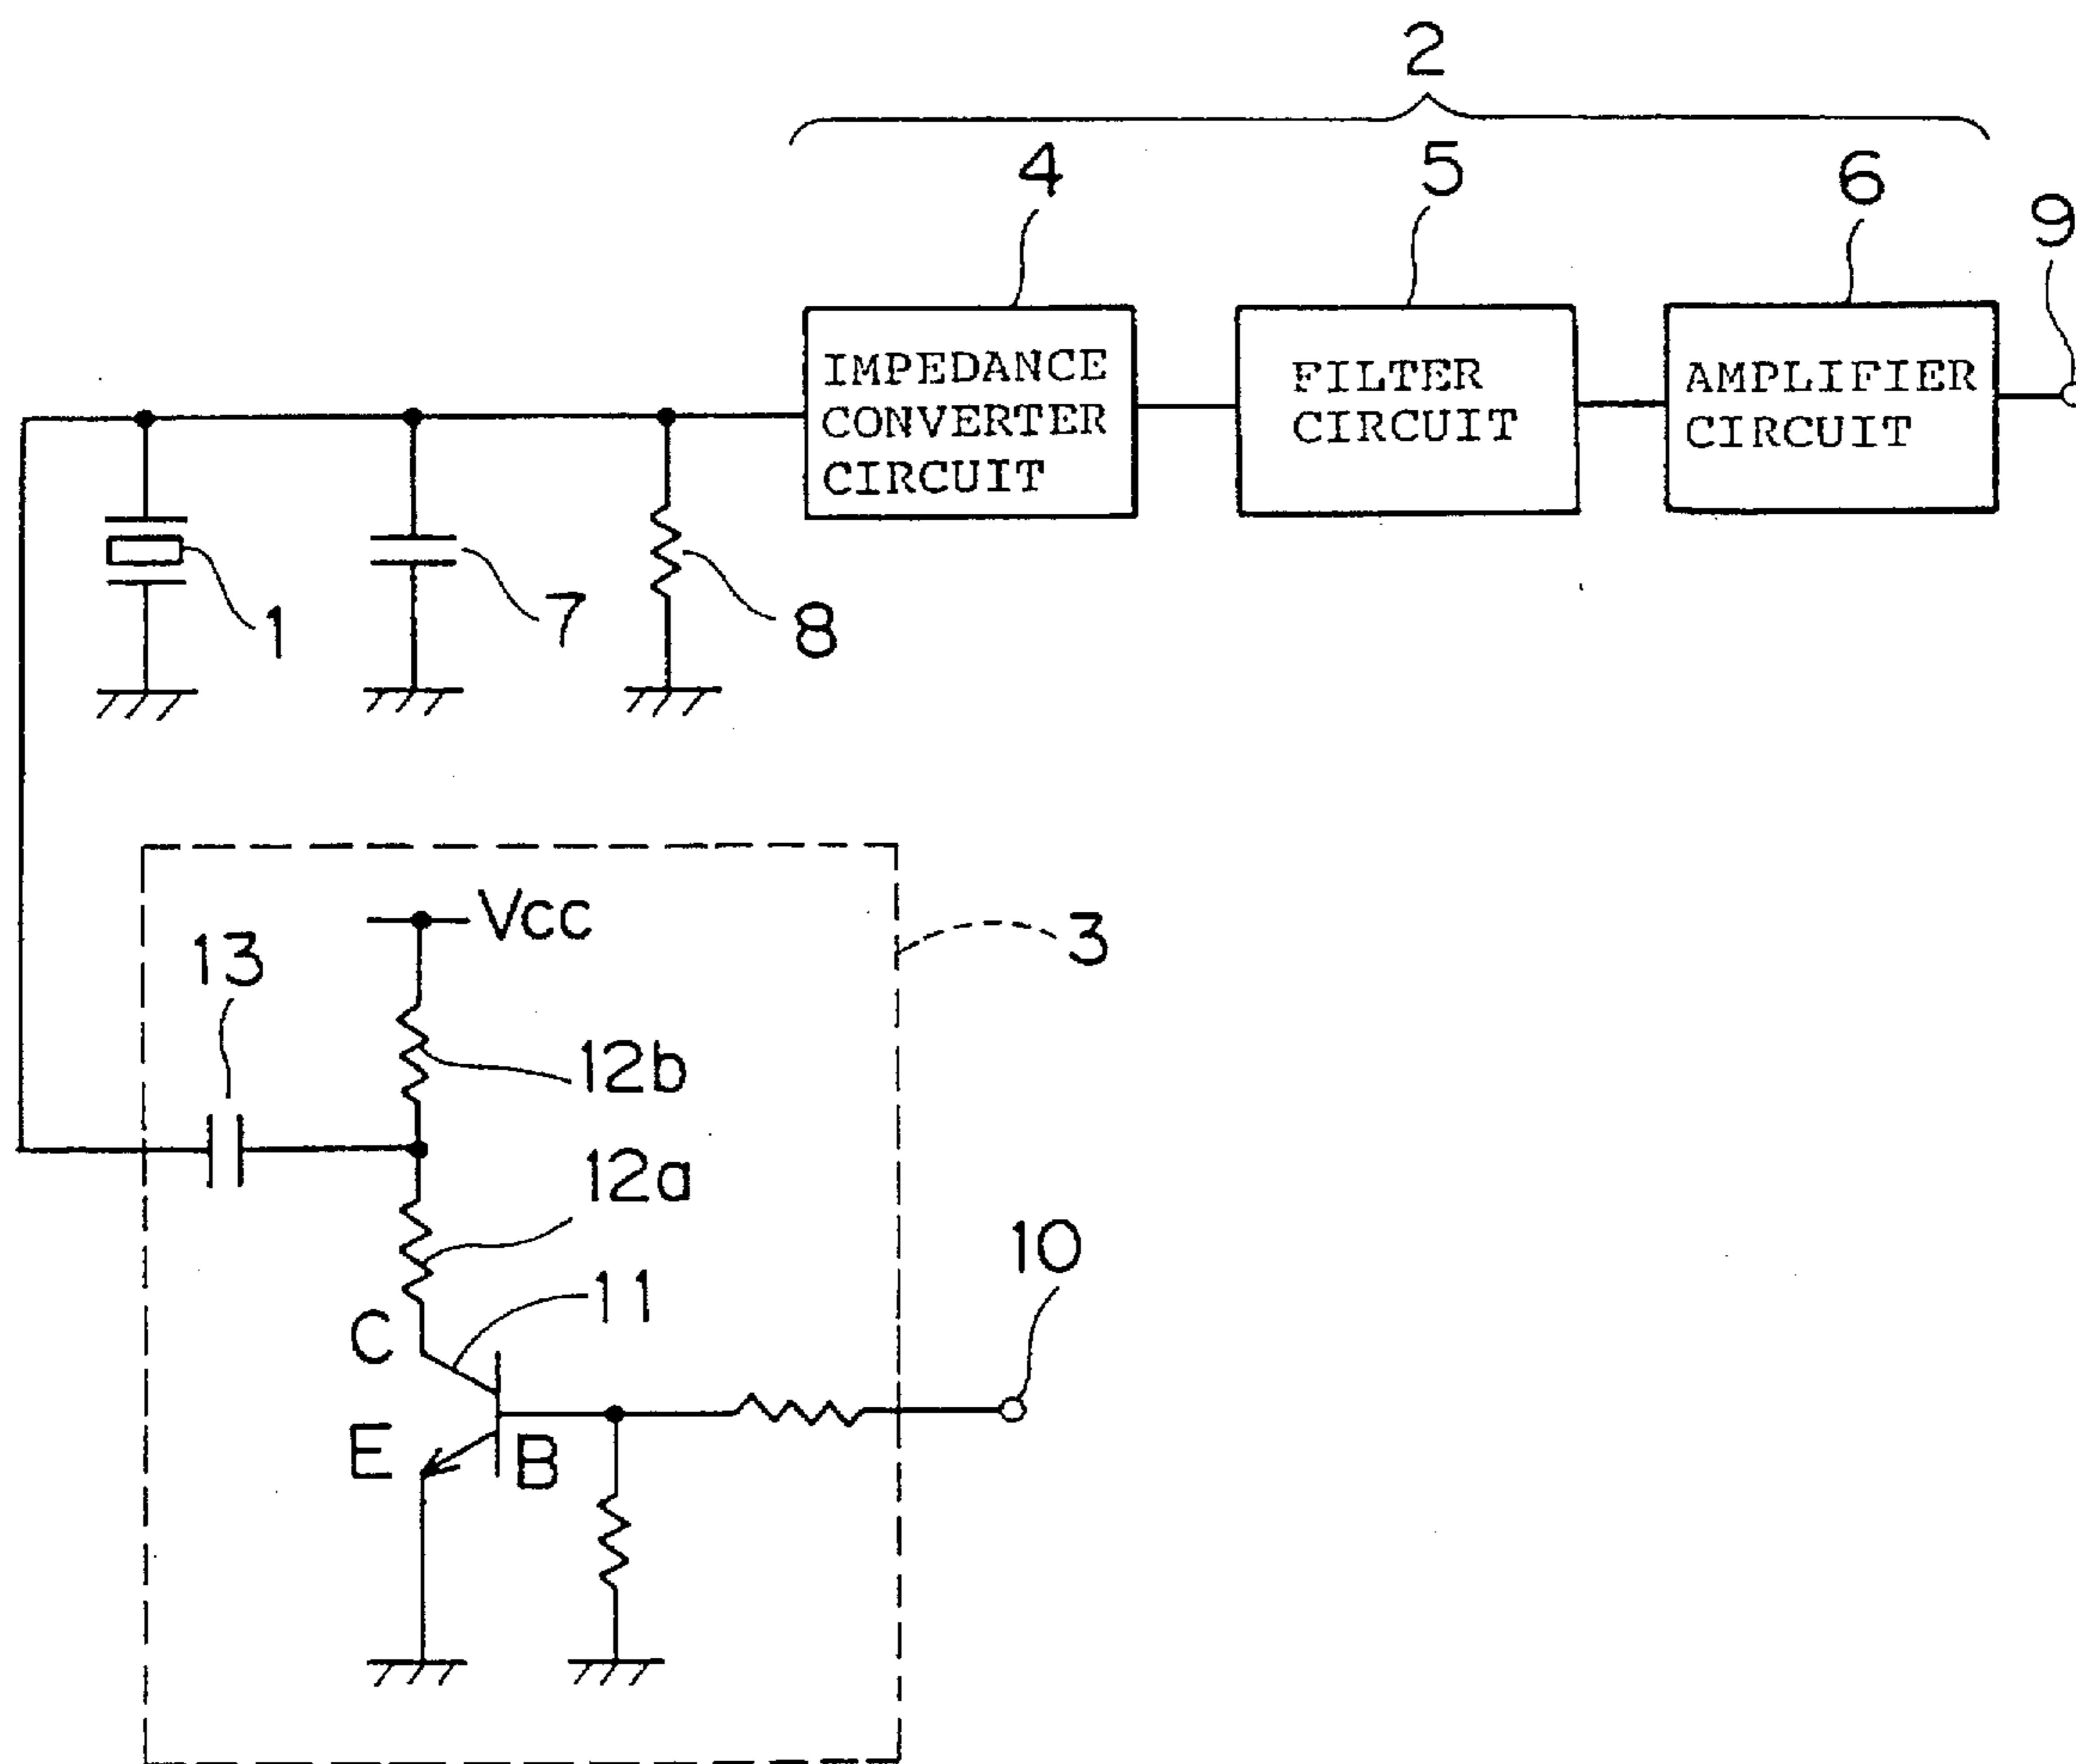 2
4
5
6
9
IMPEDANCE
CONVERTER
CIRCUIT
FILTER
CIRCUIT
AMPLIFIER
CIRCUIT
1
7
8
Vcc
3
13
12b
12a
10
11
C
E
B